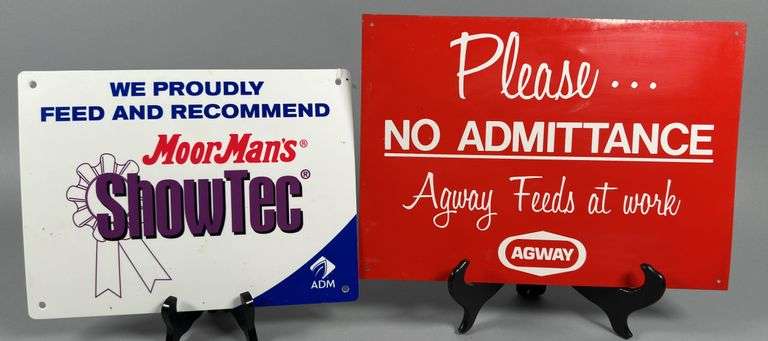 WE PROUDLY
FEED AND RECOMMEND
MoorMan's®
ShowTec®
ADM
Please...
NO ADMITTANCE
Agway Feeds at work
AGWAY